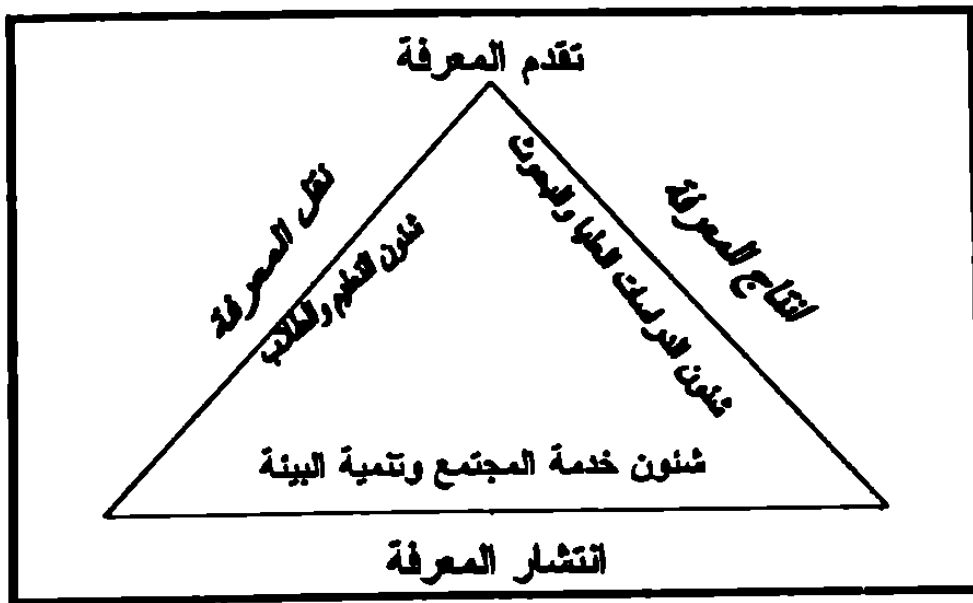 تقدم المعرفة
انتاج المعرفة
شئون الدراسات العليا والبحوث
نقل المعرفة
شئون التعليم والطلاب
شئون خدمة المجتمع وتنمية البيئة
انتشار المعرفة